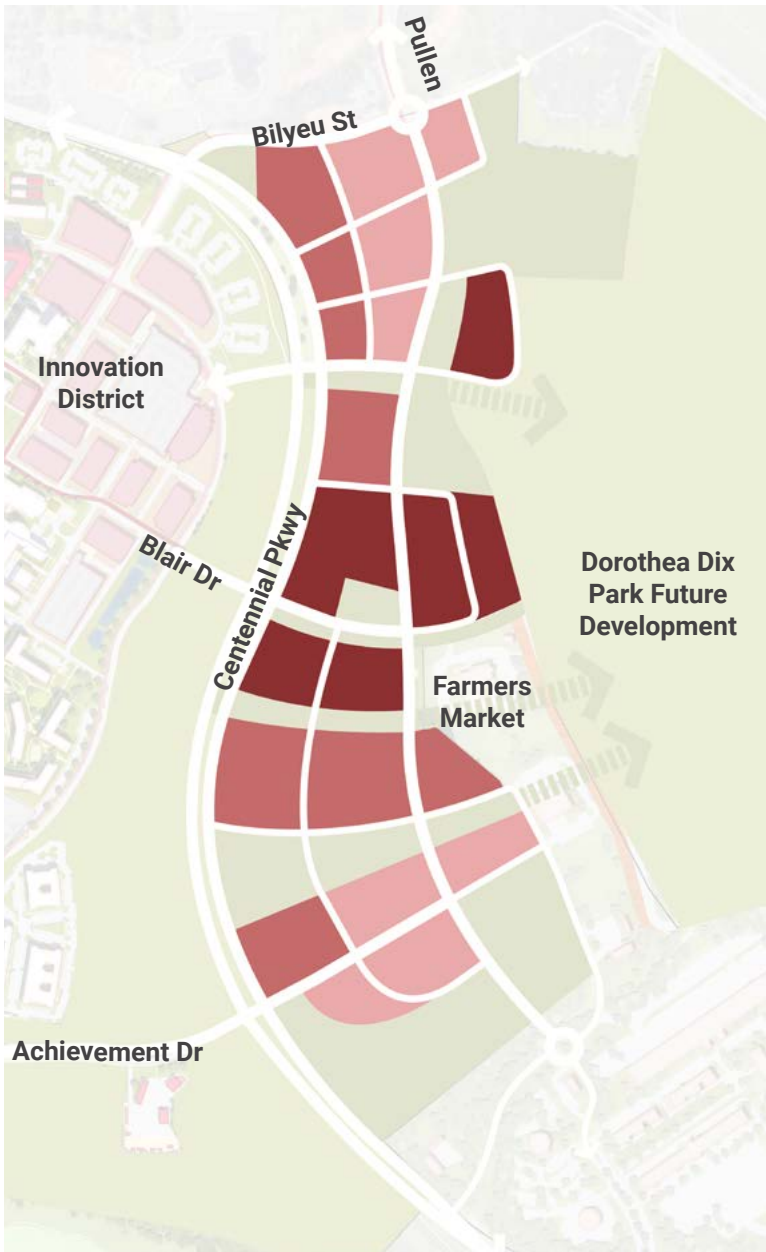 Pullen
Bilyeu St
Innovation
District
Centennial Pkwy
Blair Dr
Dorothea Dix
Park Future
Development
Farmers
Market
Achievement Dr